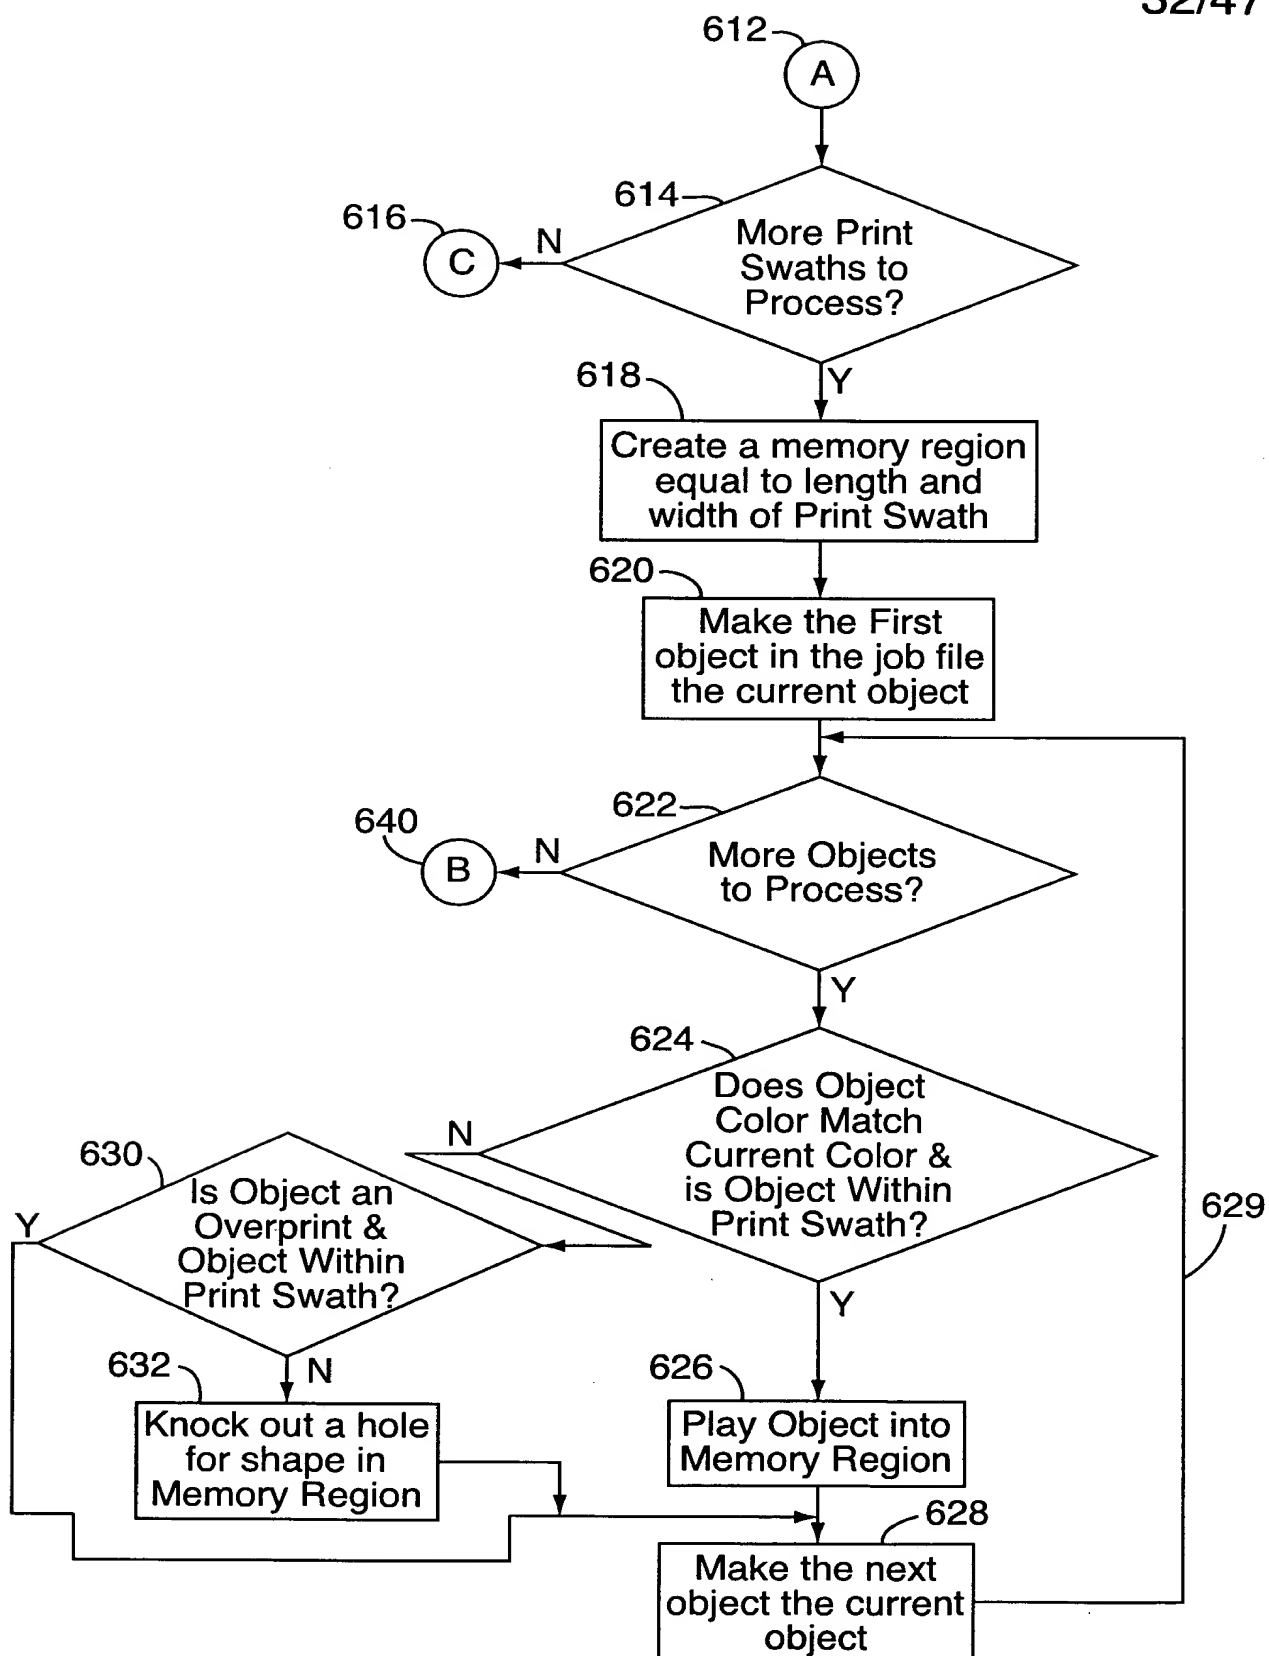 32/47
612
A
614
616
N
C
More Print
Swaths to
Process?
Y
618
Create a memory region
equal to length and
width of Print Swath
620
Make the First
object in the job file
the current object
622
640
N
B
More Objects
to Process?
Y
624
Does Object
Color Match
Current Color &
is Object Within
Print Swath?
N
630
Is Object an
Overprint &
Object Within
Print Swath?
Y
629
Y
632
N
626
Knock out a hole
for shape in
Memory Region
Play Object into
Memory Region
628
Make the next
object the current
object